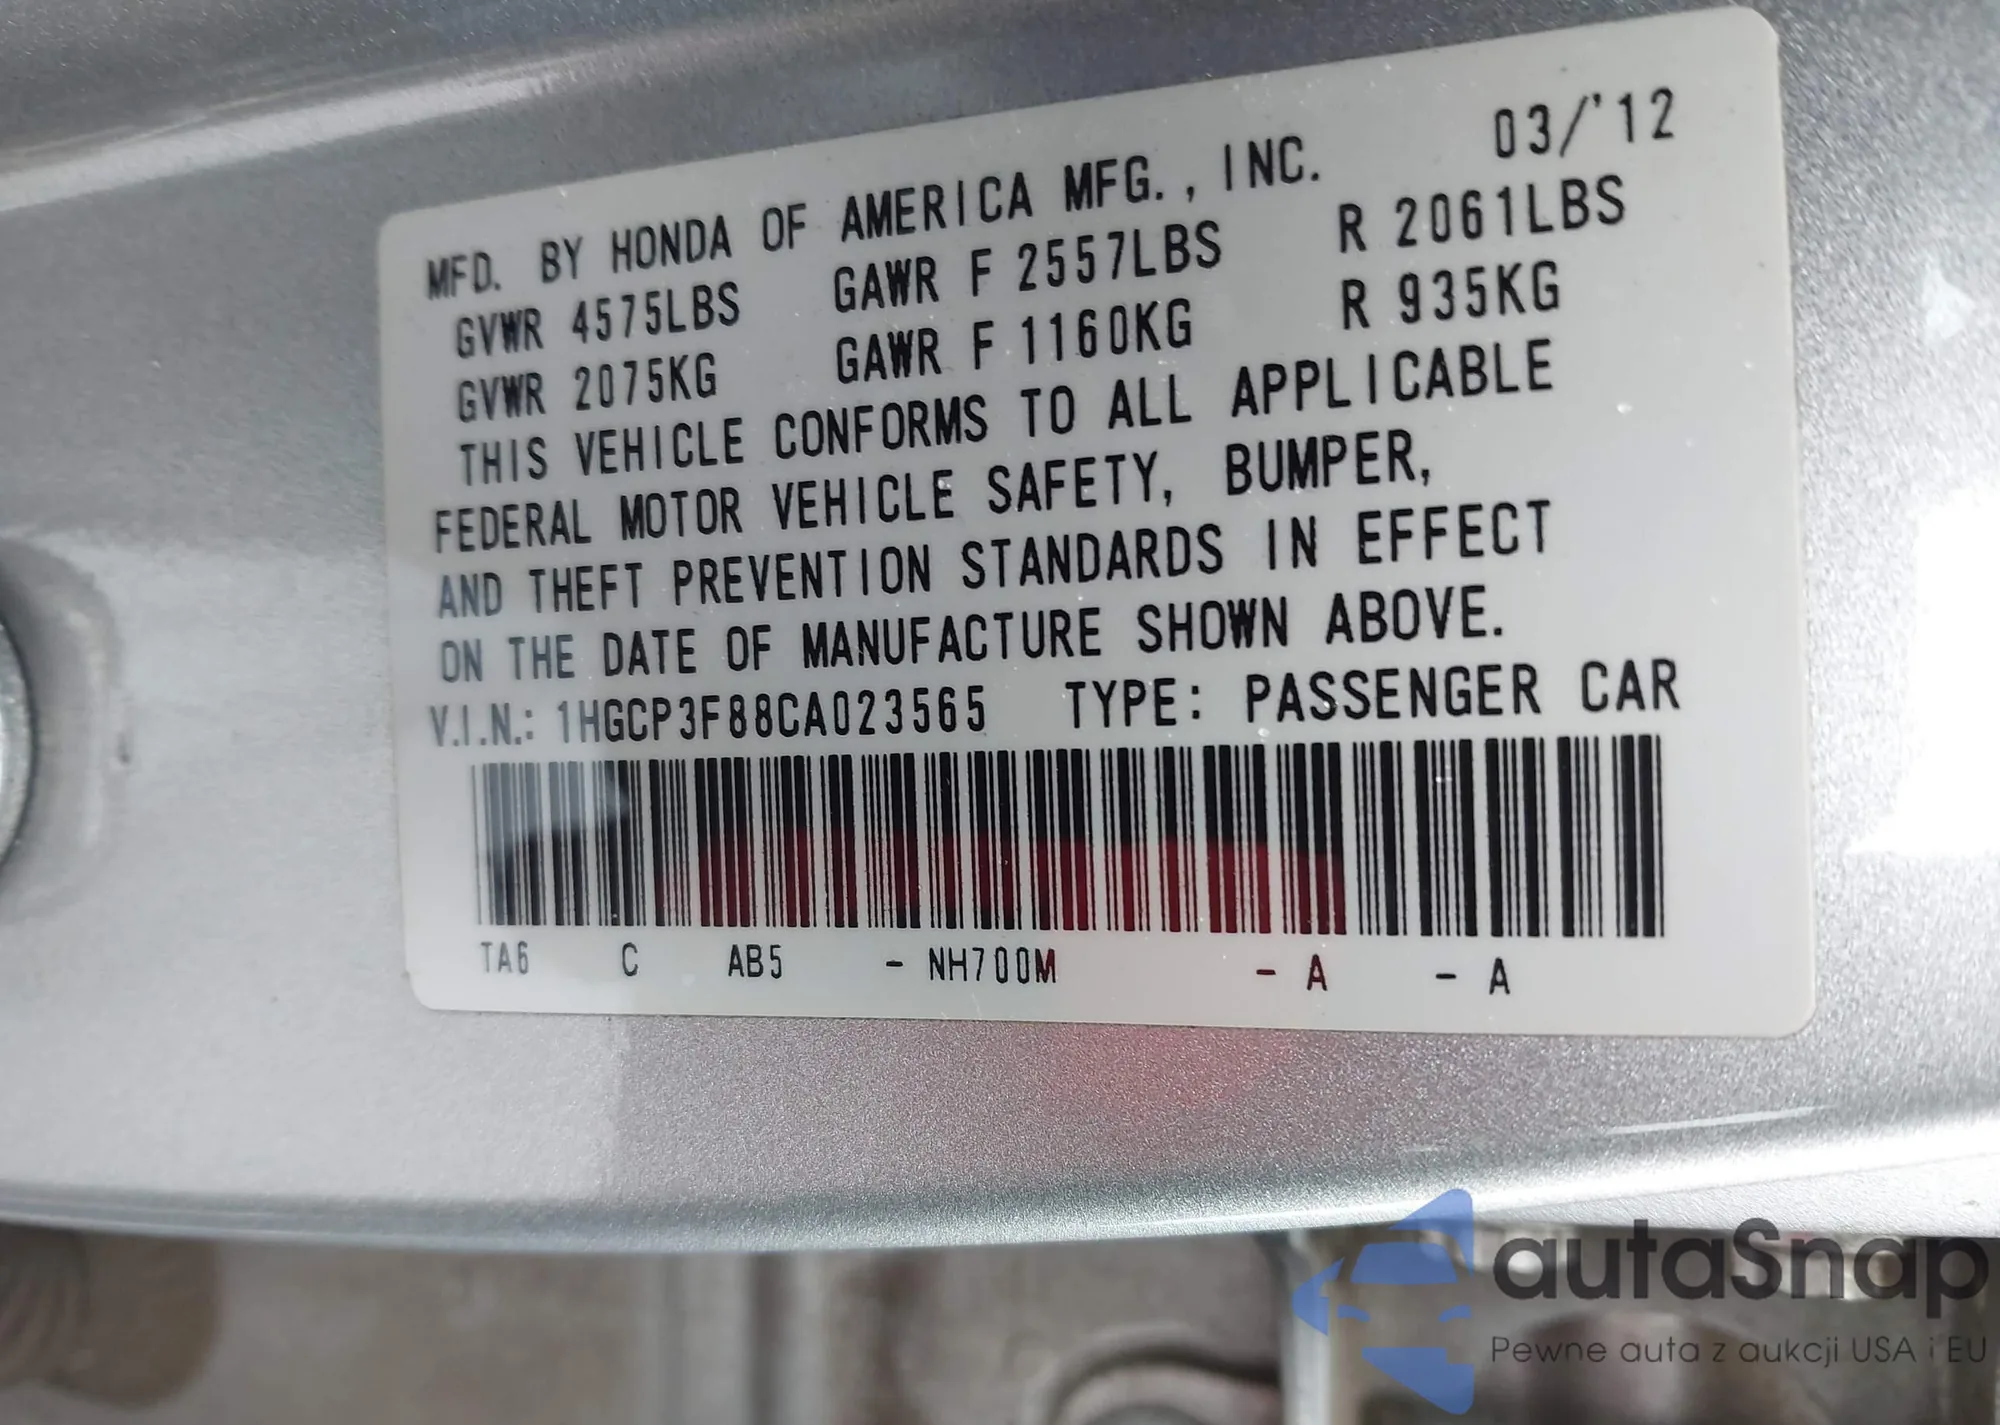 03/'12
MFD. BY HONDA OF AMERICA MFG., INC.
GVWR 4575LBS GAWR F 2557LBS R 2061LBS
GVWR 2075KG GAWR F 1160KG R 935KG
THIS VEHICLE CONFORMS TO ALL APPLICABLE
FEDERAL MOTOR VEHICLE SAFETY, BUMPER,
AND THEFT PREVENTION STANDARDS IN EFFECT
ON THE DATE OF MANUFACTURE SHOWN ABOVE.
V.I.N.: 1HGCP3F88CA023565 TYPE: PASSENGER CAR
TA6 C AB5 - NH700M - A - A
autaSnap
Pewne auta z aukcji USA i EU